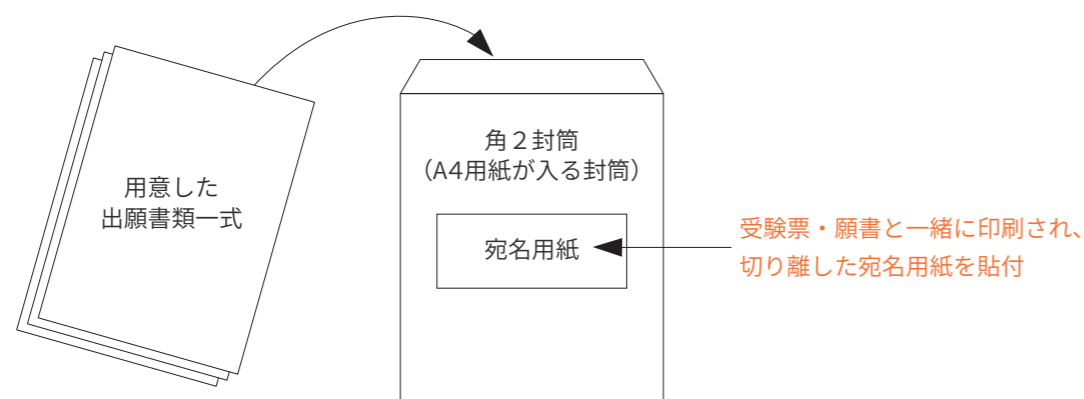 用意した
出願書類一式
角２封筒
（A4用紙が入る封筒）
宛名用紙
受験票・願書と一緒に印刷され、
切り離した宛名用紙を貼付